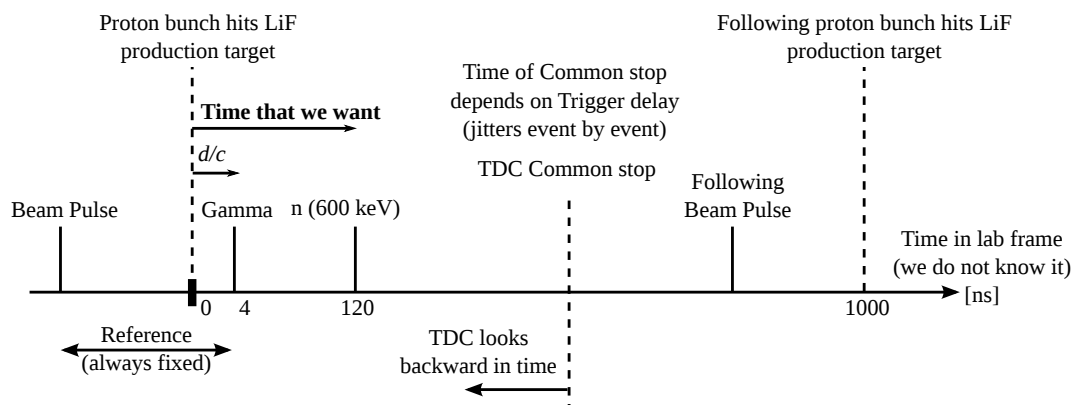 Proton bunch hits LiF
production target
Following proton bunch hits LiF
production target
Time of Common stop
depends on Trigger delay
(jitters event by event)
Time that we want
d/c
TDC Common stop
Following
Beam Pulse
Beam Pulse
Gamma
n (600 keV)
Time in lab frame
(we do not know it)
[ns]
0
4
120
1000
Reference
(always fixed)
TDC looks
backward in time